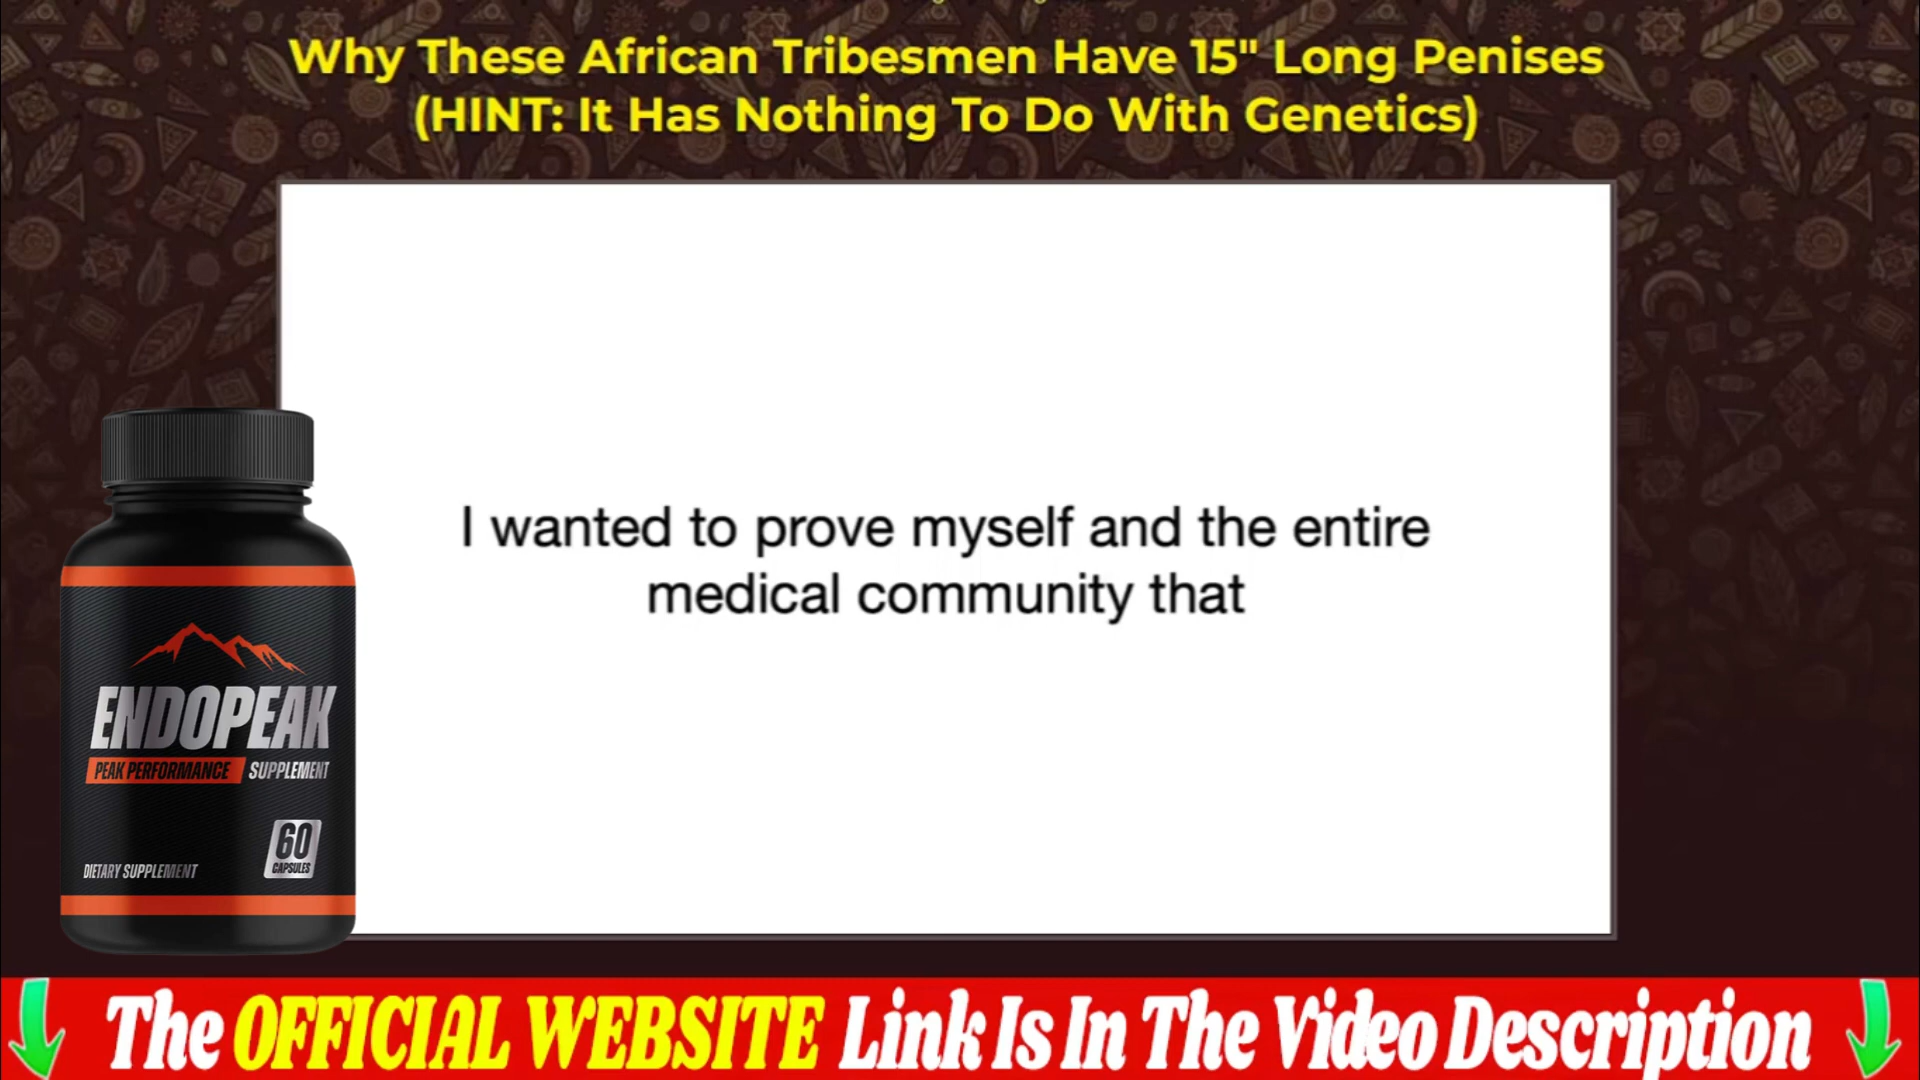 Why These African Tribesmen Have 15" Long Penises
(HINT: It Has Nothing To Do With Genetics)
I wanted to prove myself and the entire
medical community that
ENDOPEAK
PEAK PERFORMANCE SUPPLEMENT
60
CAPSULES
DIETARY SUPPLEMENT
The OFFICIAL WEBSITE Link Is In The Video Description